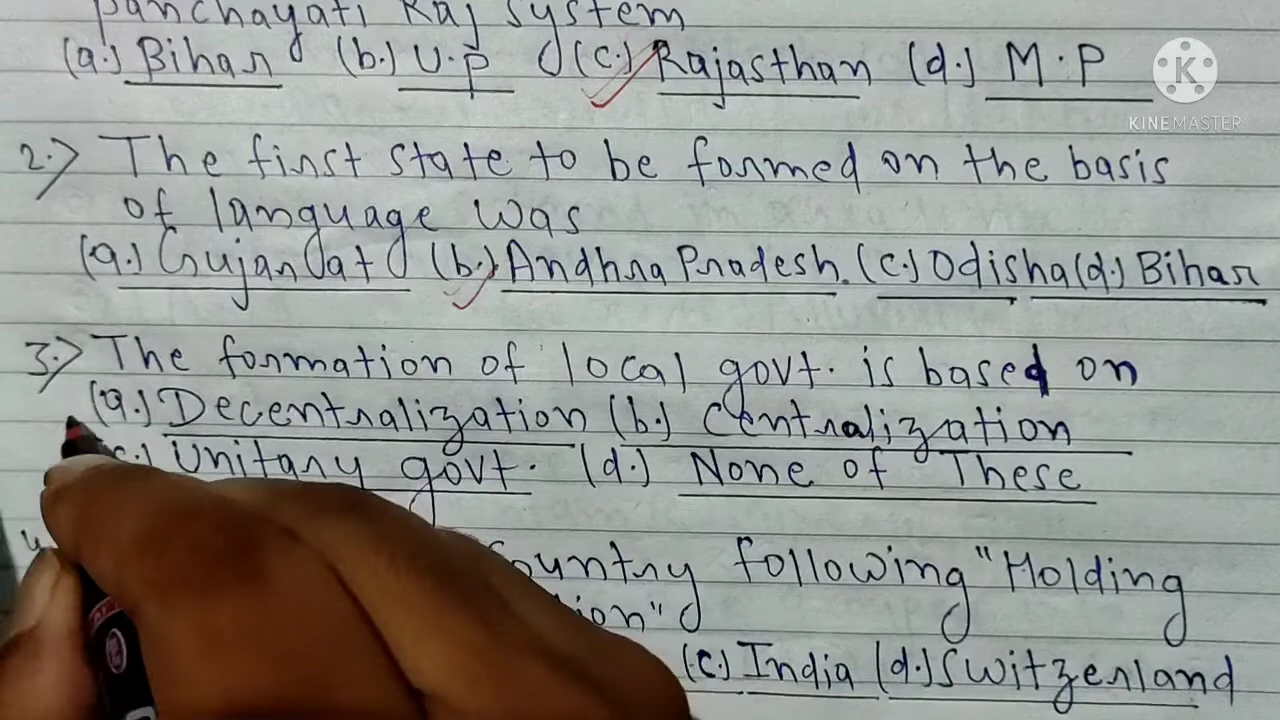 panchayati Raj system
(a.) Bihar (b.) U.P (c.) Rajasthan (d.) M.P
KINEMASTER
2.) The first state to be formed on the basis
of language was
(a.) Gujarat (b.) Andhra Pradesh. (c.) Odisha (d.) Bihar
3.) The formation of local govt. is based on
(a.) Decentralization (b.) Centralization
(c.) Unitary govt. (d.) None of These
country following "Holding
(c.) India (d.) Switzerland